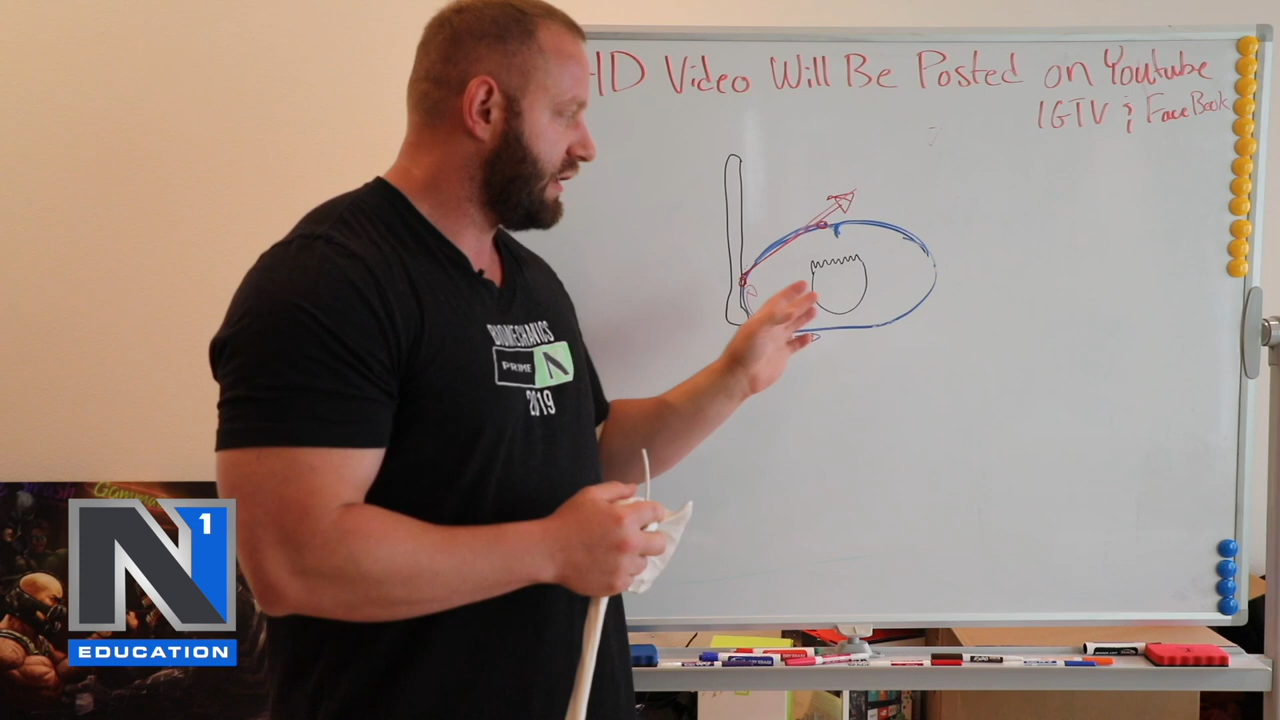 HD Video Will Be Posted on Youtube
IGTV & FaceBook
BIOMECHANICS
PRIME N
2019
N1
EDUCATION